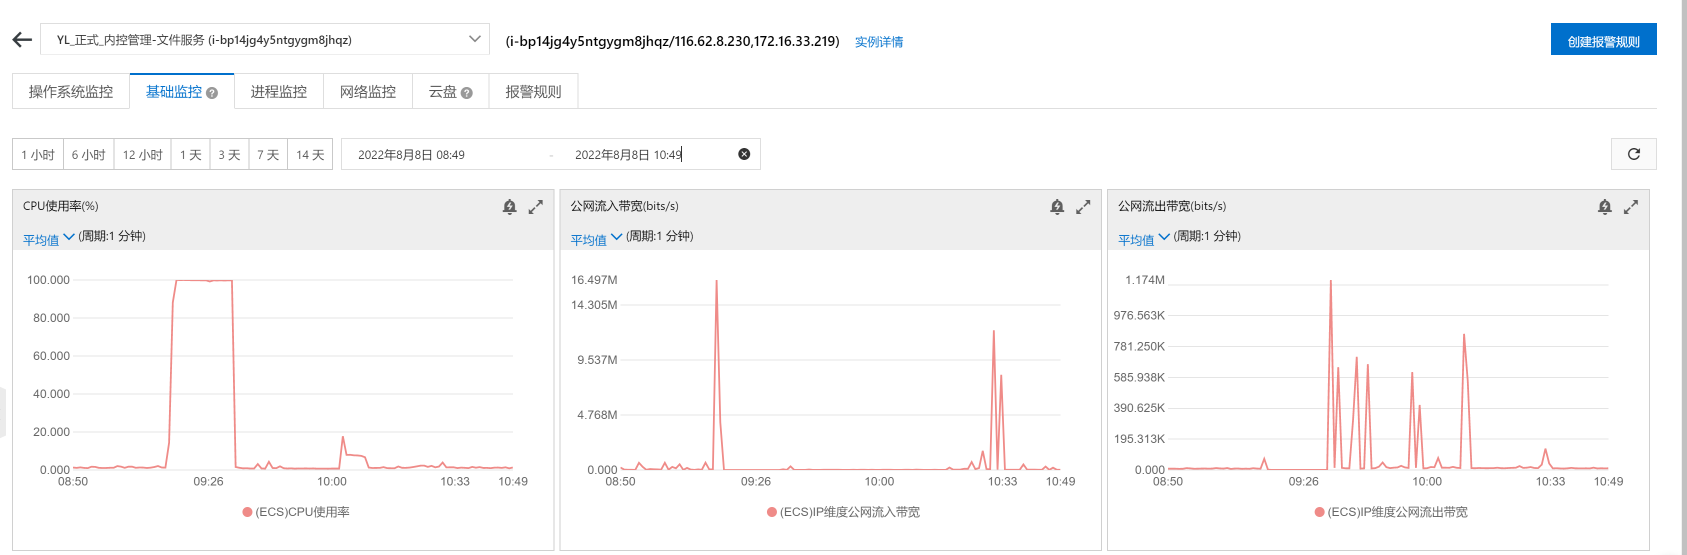 YL_正式_内控管理-文件服务 (i-bp14jg4y5ntgygm8jhqz)
(i-bp14jg4y5ntgygm8jhqz/116.62.8.230,172.16.33.219) 实例详情
创建报警规则
操作系统监控 基础监控 进程监控 网络监控 云盘 报警规则
1 小时 6 小时 12 小时 1 天 3 天 7 天 14 天 2022年8月8日 08:49 - 2022年8月8日 10:49
CPU使用率(%)
平均值 (周期:1 分钟)
100.000
80.000
60.000
40.000
20.000
0.000
08:50 09:26 10:00 10:33 10:49
(ECS)CPU使用率
公网流入带宽(bits/s)
平均值 (周期:1 分钟)
16.497M
14.305M
9.537M
4.768M
0.000
08:50 09:26 10:00 10:33 10:49
(ECS)IP维度公网流入带宽
公网流出带宽(bits/s)
平均值 (周期:1 分钟)
1.174M
976.563K
781.250K
585.938K
390.625K
195.313K
0.000
08:50 09:26 10:00 10:33 10:49
(ECS)IP维度公网流出带宽